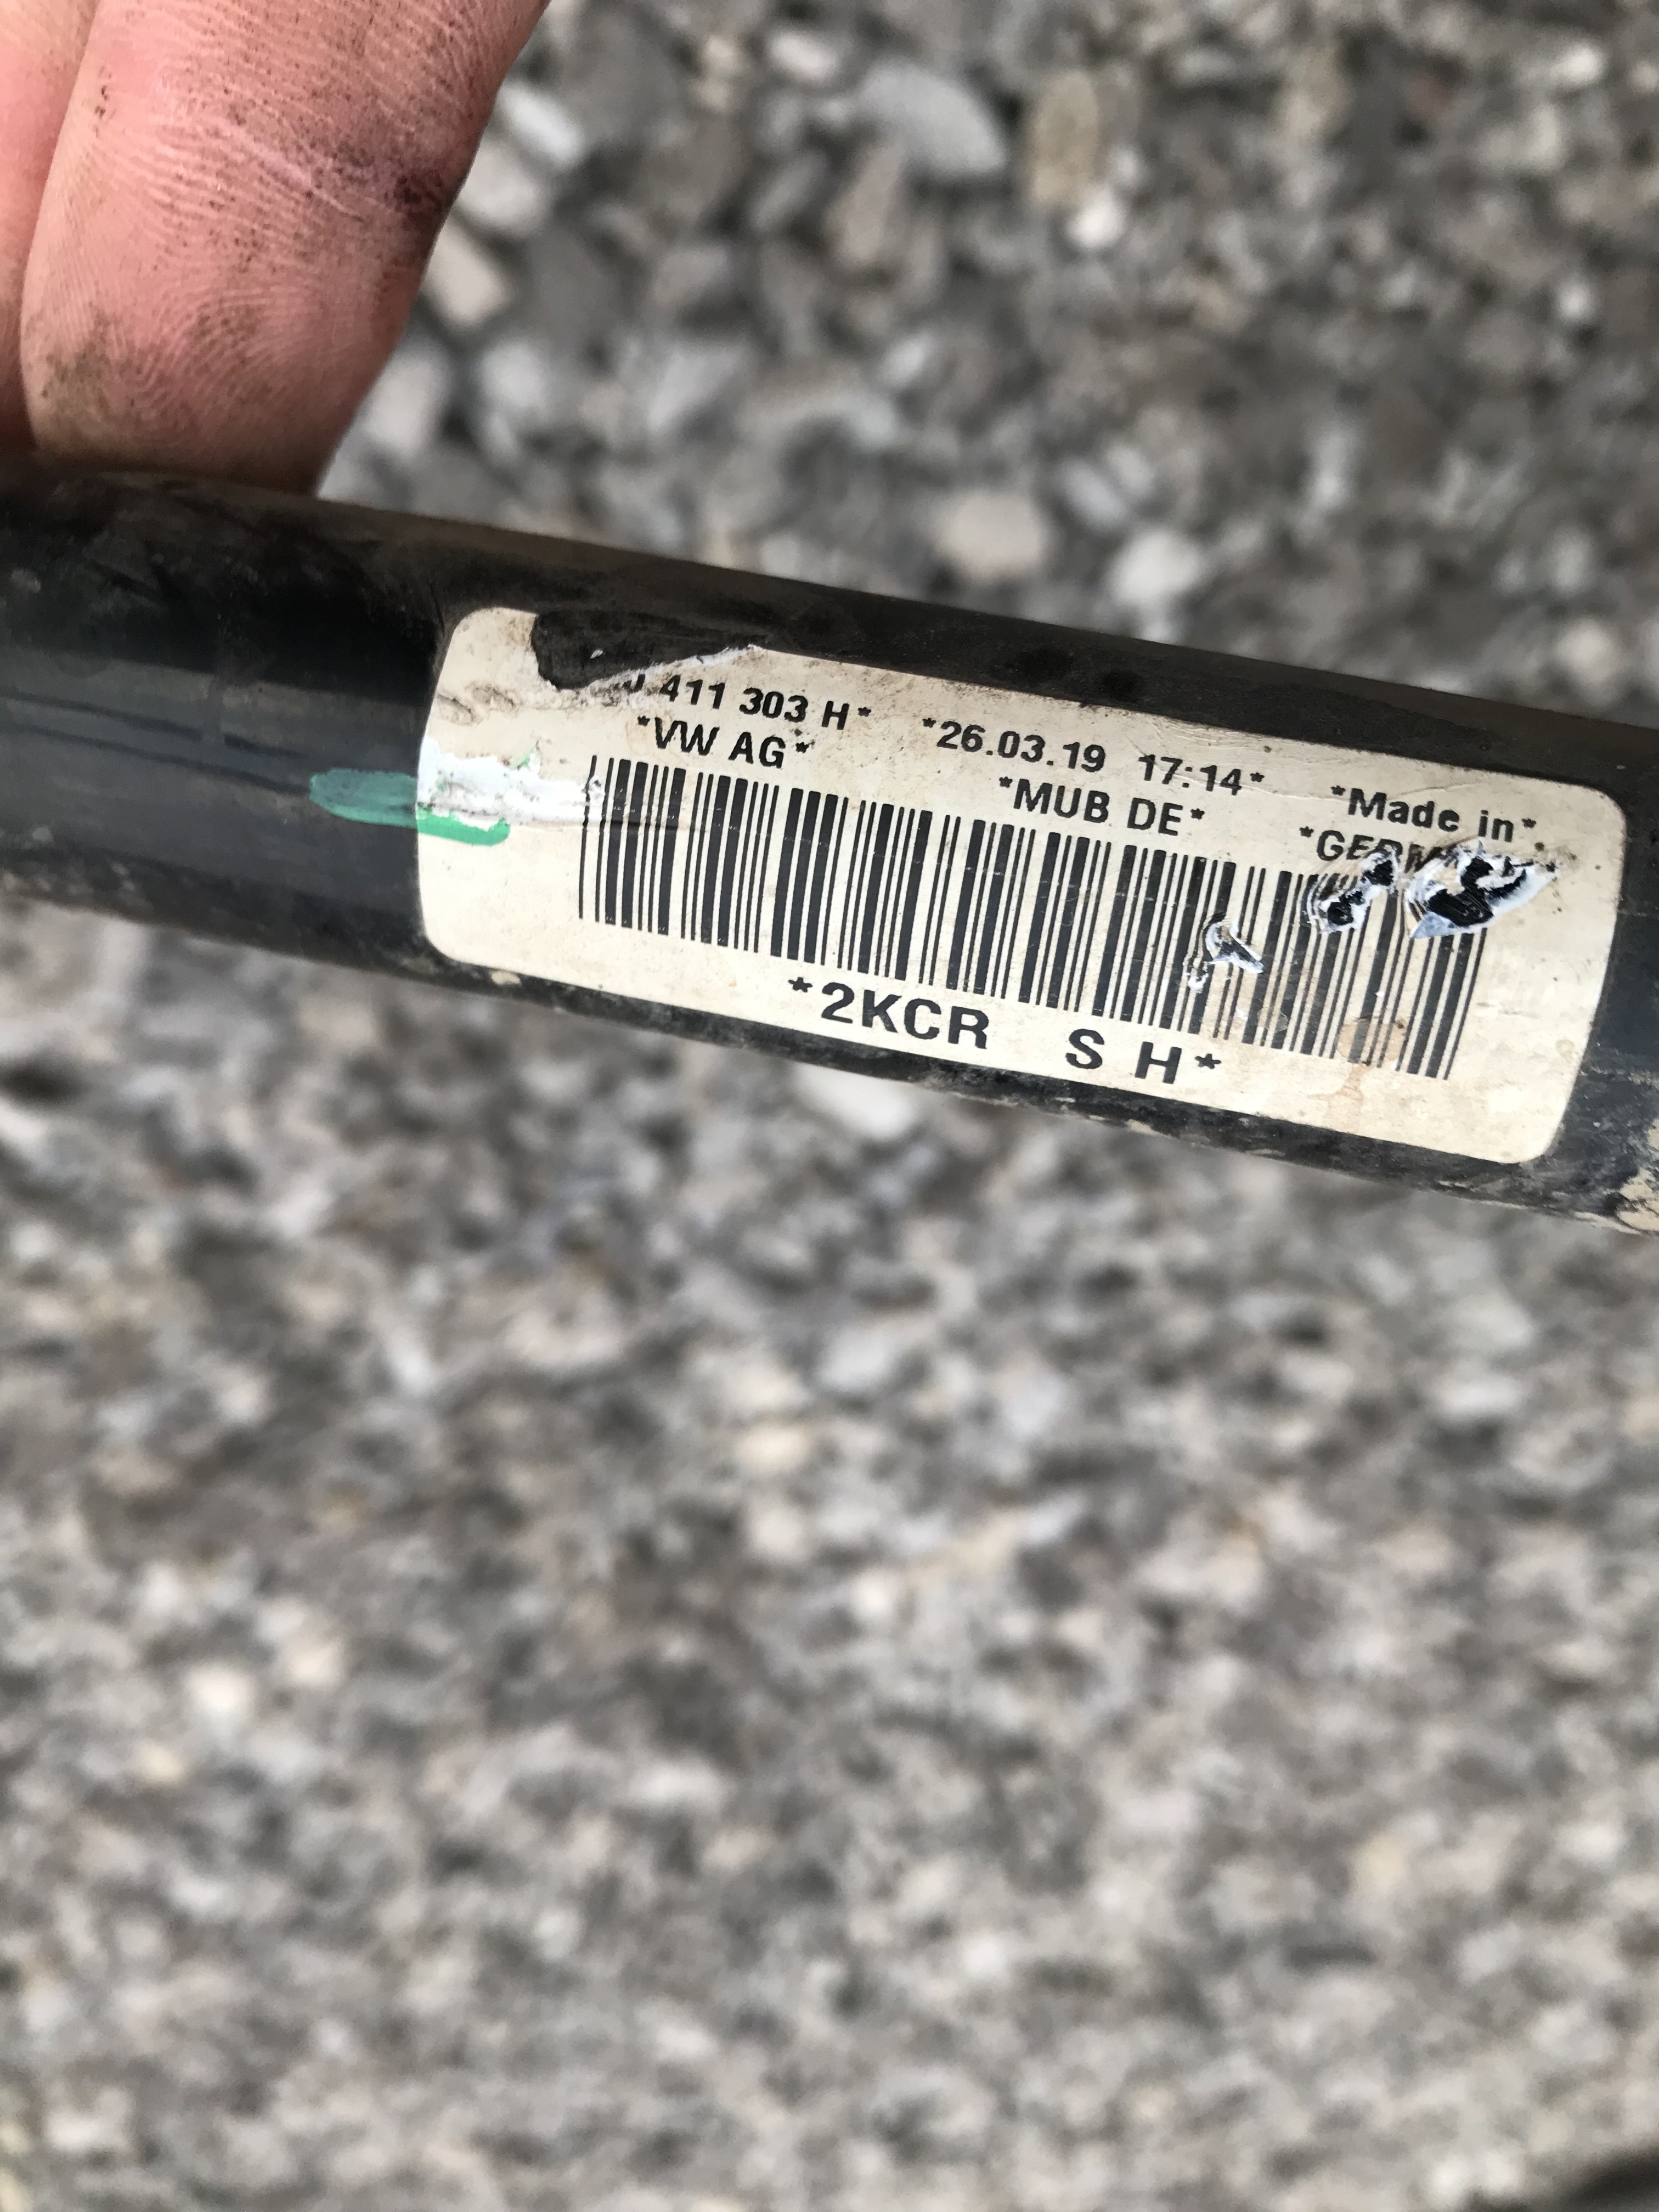 411 303 H* *26.03.19 17:14* *Made in*
*VW AG* *MUB DE*
*2KCR S H*